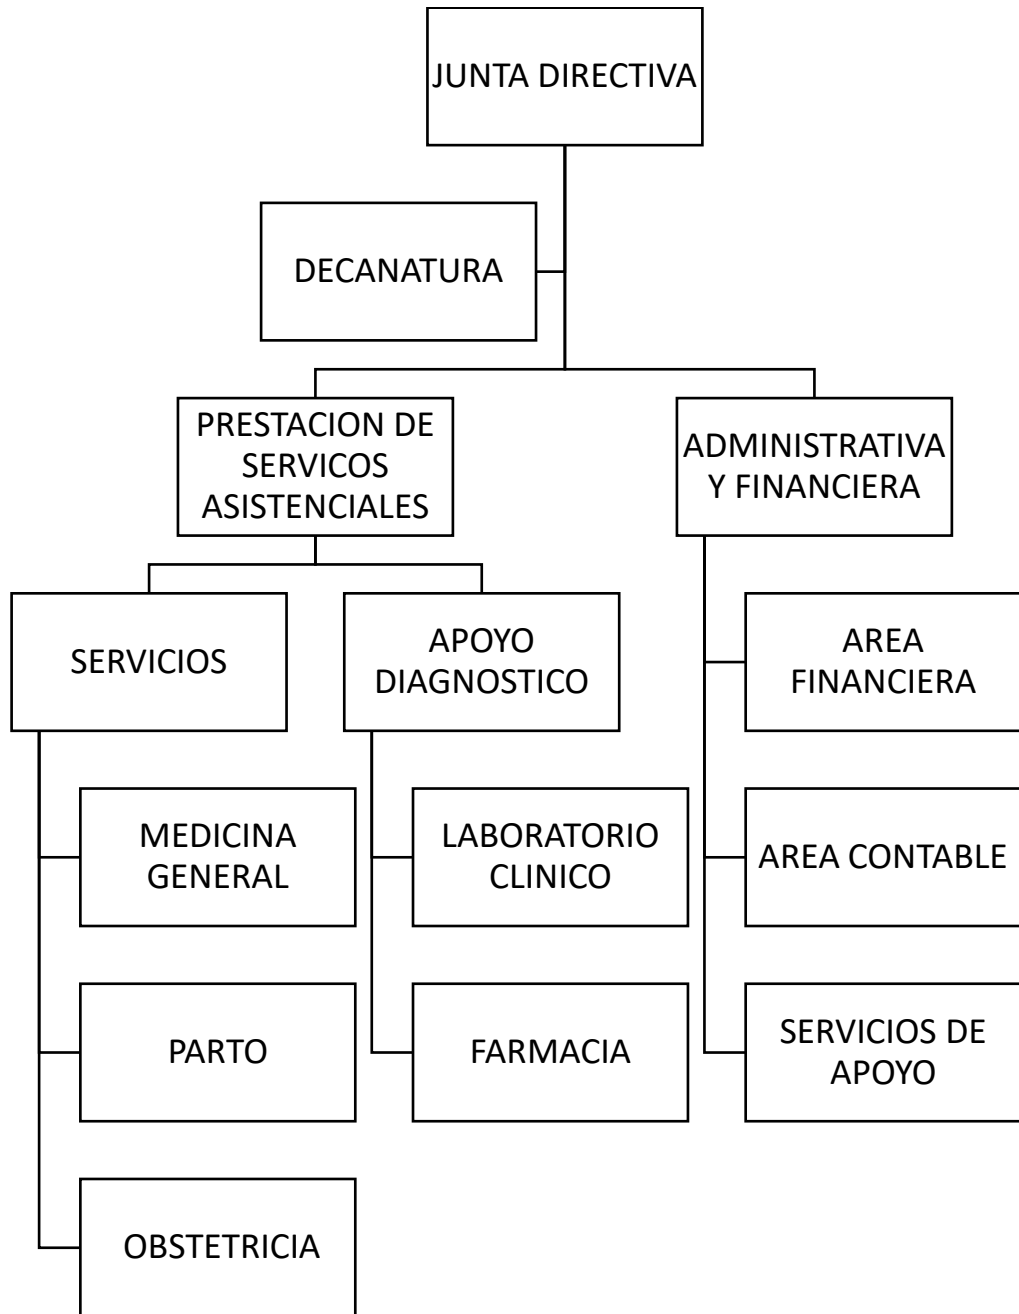 JUNTA DIRECTIVA
DECANATURA
PRESTACION DE
SERVICOS
ASISTENCIALES
ADMINISTRATIVA
Y FINANCIERA
SERVICIOS
APOYO
DIAGNOSTICO
AREA
FINANCIERA
MEDICINA
GENERAL
LABORATORIO
CLINICO
AREA CONTABLE
PARTO
FARMACIA
SERVICIOS DE
APOYO
OBSTETRICIA